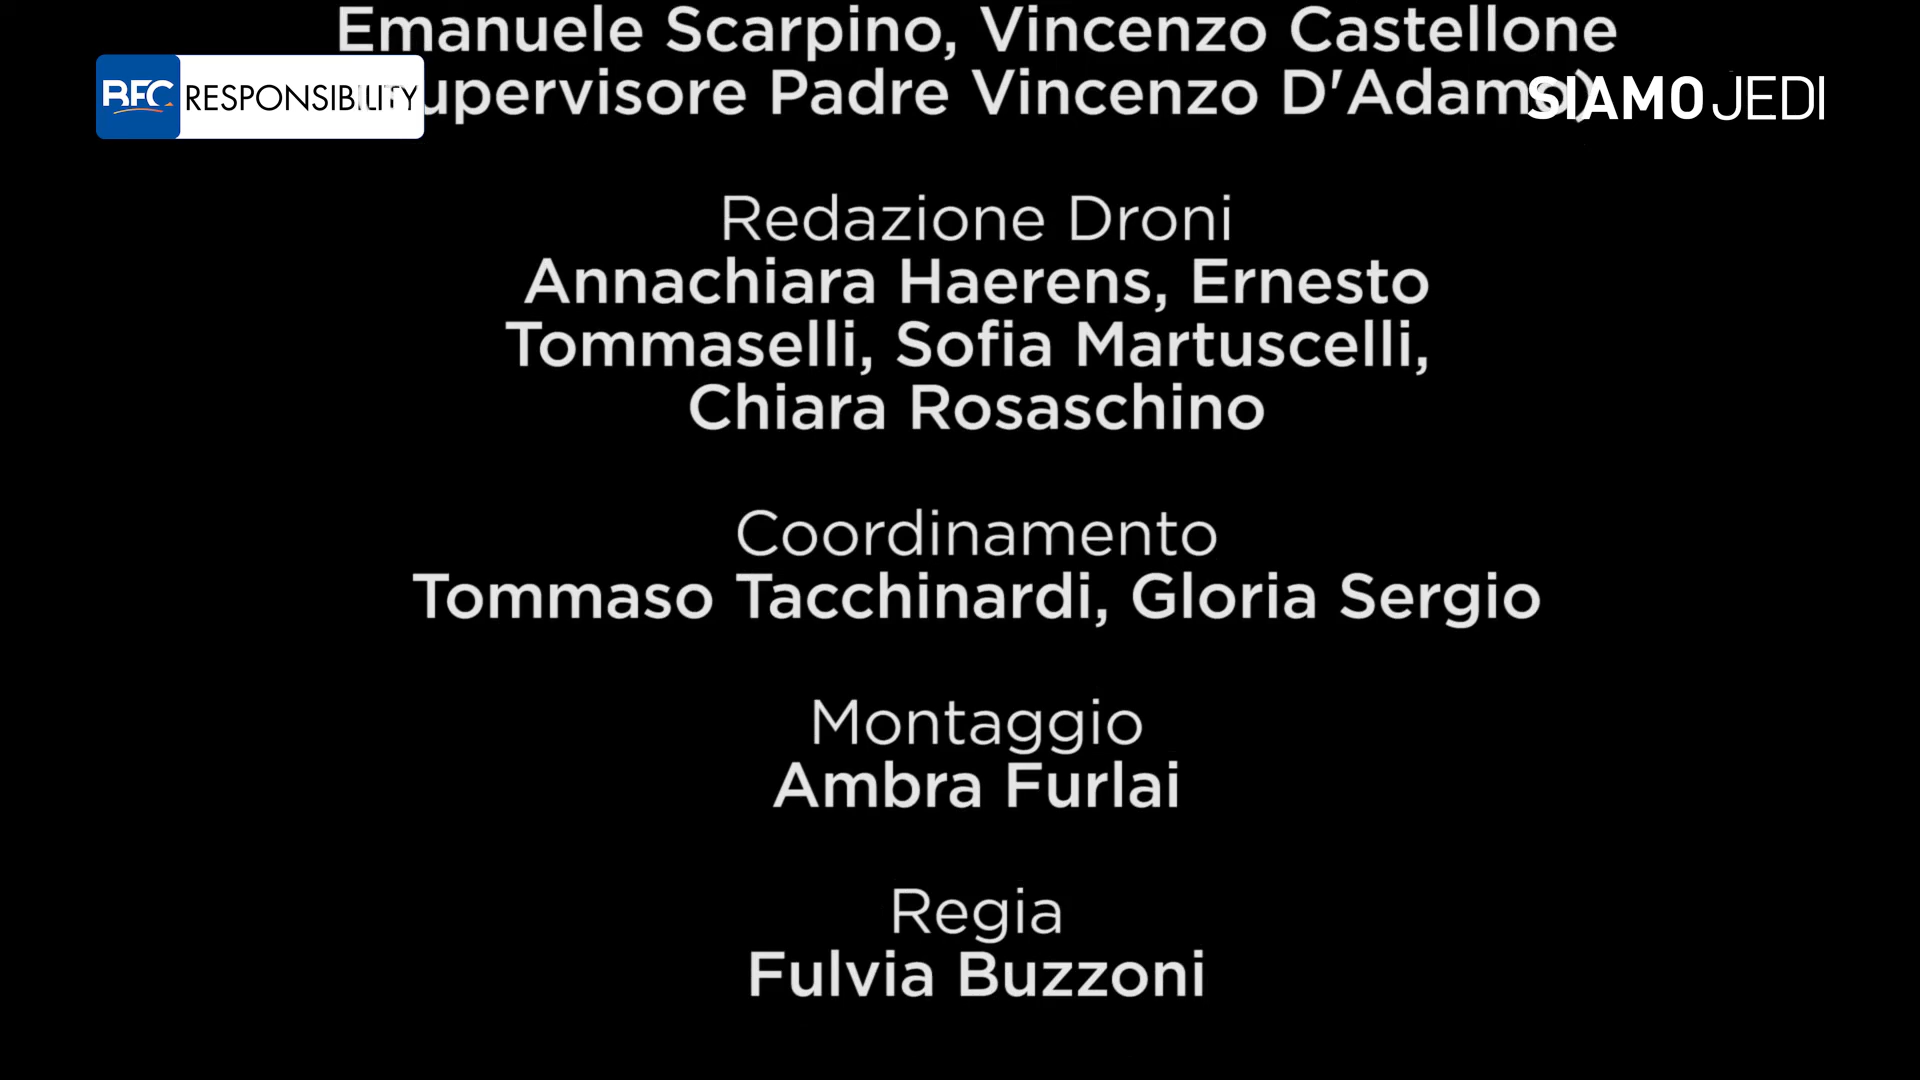 Emanuele Scarpino, Vincenzo Castellone
BFC RESPONSIBILITY
upervisore Padre Vincenzo D'Adamo)
SIAMO JEDI
Redazione Droni
Annachiara Haerens, Ernesto
Tommaselli, Sofia Martuscelli,
Chiara Rosaschino
Coordinamento
Tommaso Tacchinardi, Gloria Sergio
Montaggio
Ambra Furlai
Regia
Fulvia Buzzoni